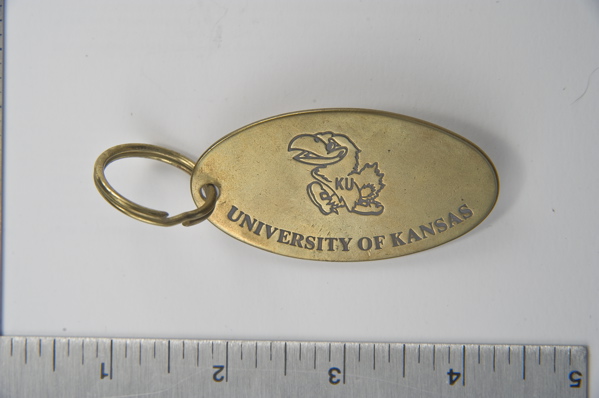 KU
UNIVERSITY OF KANSAS
1 2 3 4 5